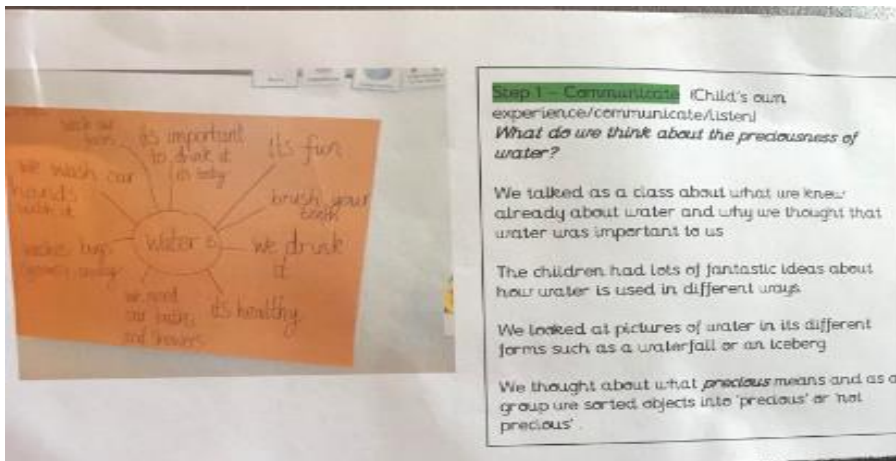 its important
to drink it
its fun
we wash our
hands
with it
brush your
teeth
Water is
we drink
it
washes bugs
away
we need
our baths
and showers
its healthy
Step 1 – Communicate (Child's own
experience/communicate/listen)
What do we think about the preciousness of
water?
We talked as a class about what we knew
already about water and why we thought that
water was important to us
The children had lots of fantastic ideas about
how water is used in different ways
We looked at pictures of water in its different
forms such as a waterfall or an iceberg
We thought about what precious means and as a
group we sorted objects into 'precious' or 'not
precious'